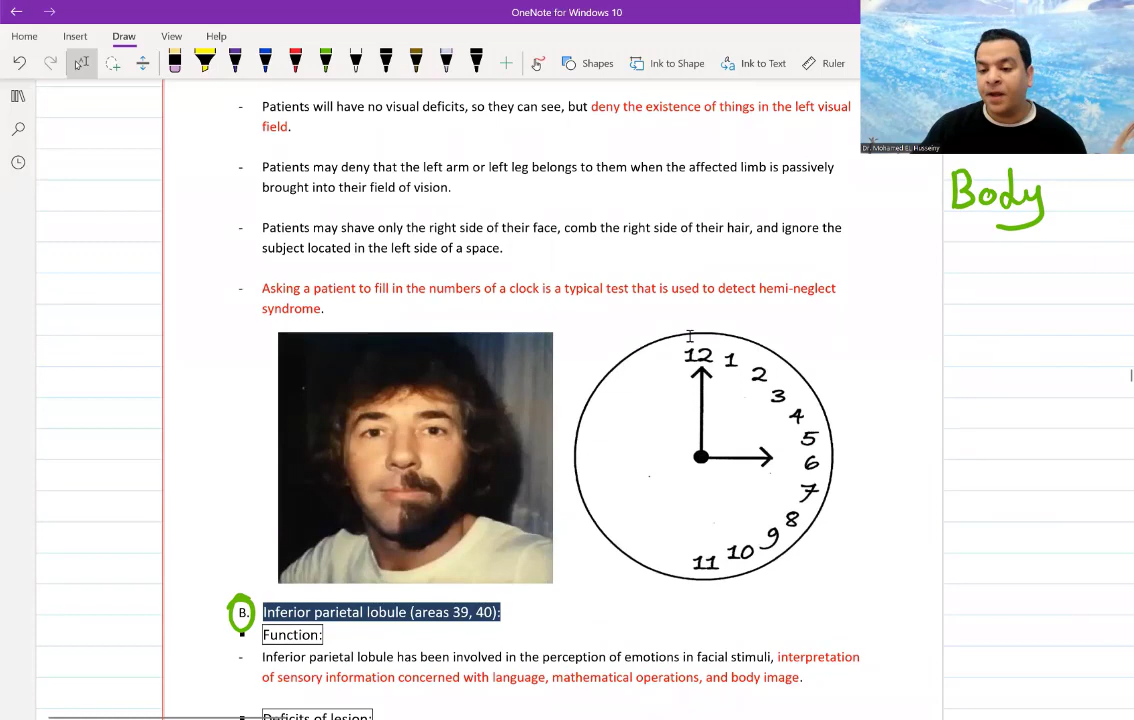 OneNote for Windows 10
Home Insert Draw View Help
Shapes Ink to Shape Ink to Text Ruler
- Patients will have no visual deficits, so they can see, but deny the existence of things in the left visual
field.
- Patients may deny that the left arm or left leg belongs to them when the affected limb is passively
brought into their field of vision.
- Patients may shave only the right side of their face, comb the right side of their hair, and ignore the
subject located in the left side of a space.
- Asking a patient to fill in the numbers of a clock is a typical test that is used to detect hemi-neglect
syndrome.
12 1
2
3
4
5
6
7
8
9
10
11
B. Inferior parietal lobule (areas 39, 40):
Function:
- Inferior parietal lobule has been involved in the perception of emotions in facial stimuli, interpretation
of sensory information concerned with language, mathematical operations, and body image.
Deficits of lesion:
Dr. Mohamed EL Husseiny
Body